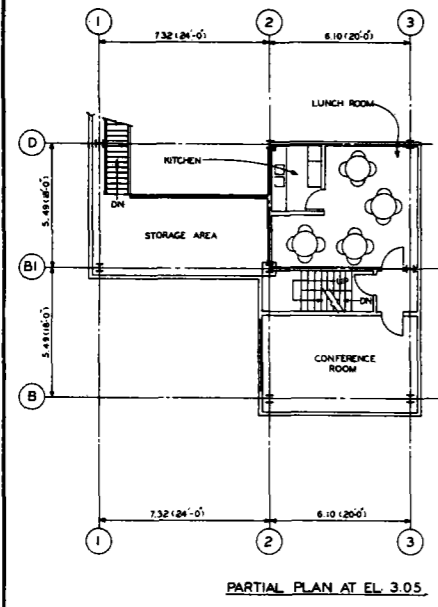 1 2 3
7.32 (24'-0") 6.10 (20'-0")
LUNCH ROOM
D
KITCHEN
DN
5.49 (18'-0")
STORAGE AREA
B1
UP
DN
5.49 (18'-0")
CONFERENCE
ROOM
B
7.32 (24'-0") 6.10 (20'-0")
1 2 3
PARTIAL PLAN AT EL. 3.05